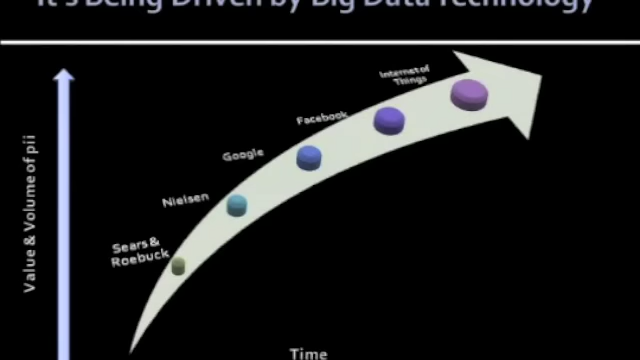 It's Being Driven by Big Data Technology
Internet of
Things
Facebook
Google
Nielsen
Sears &
Roebuck
Value & Volume of pii
Time